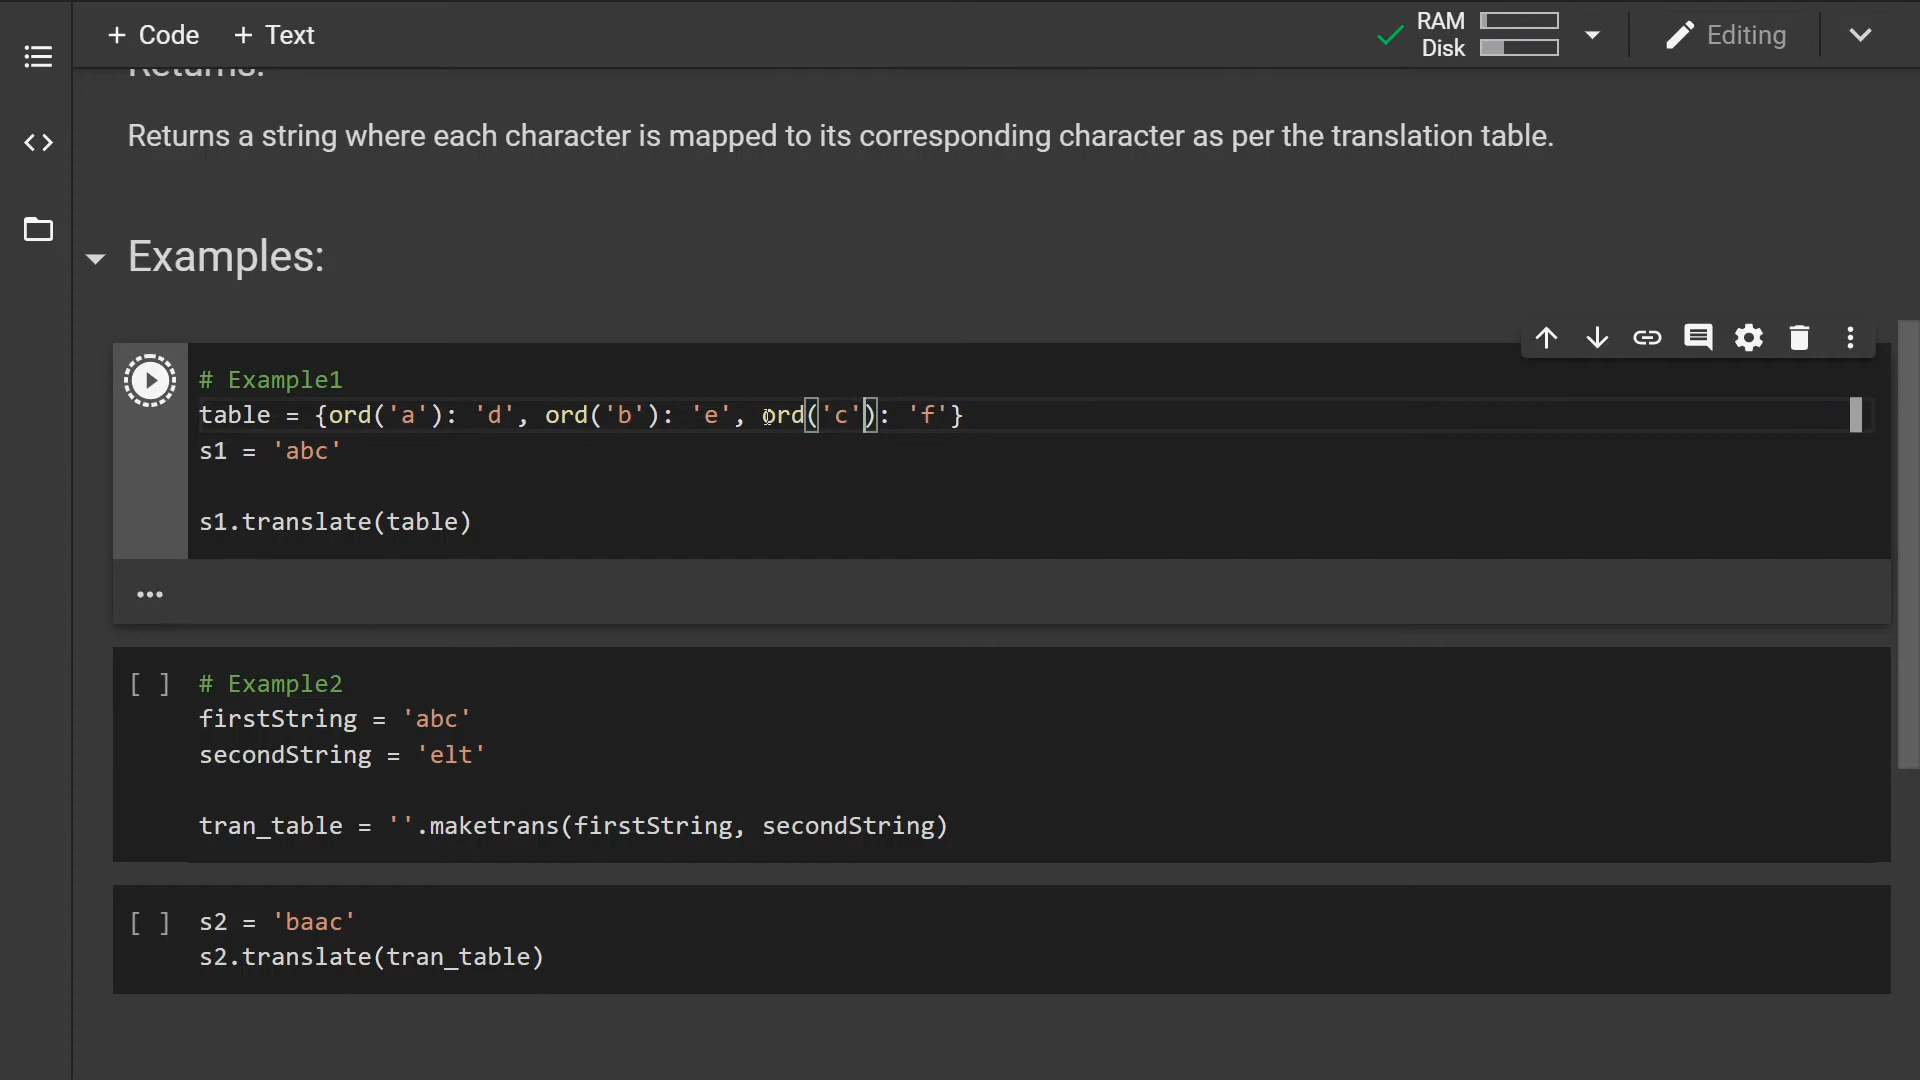 + Code + Text
RAM
Disk
Editing
Returns:
Returns a string where each character is mapped to its corresponding character as per the translation table.
Examples:
# Example1
table = {ord('a'): 'd', ord('b'): 'e', ord('c'): 'f'}
s1 = 'abc'
s1.translate(table)
[ ] # Example2
firstString = 'abc'
secondString = 'elt'
tran_table = ''.maketrans(firstString, secondString)
[ ] s2 = 'baac'
s2.translate(tran_table)